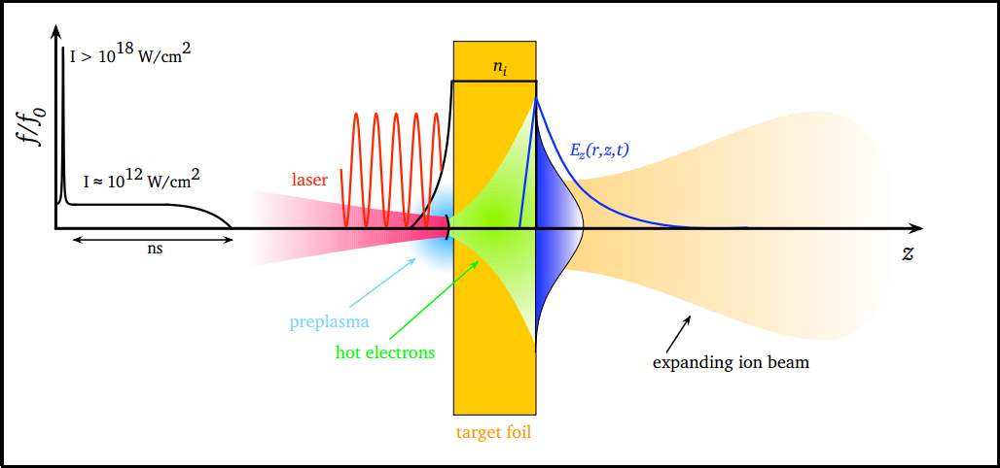 I > 10^18 W/cm^2
f/f_0
I ≈ 10^12 W/cm^2
ns
laser
n_i
E_z(r,z,t)
z
preplasma
hot electrons
expanding ion beam
target foil